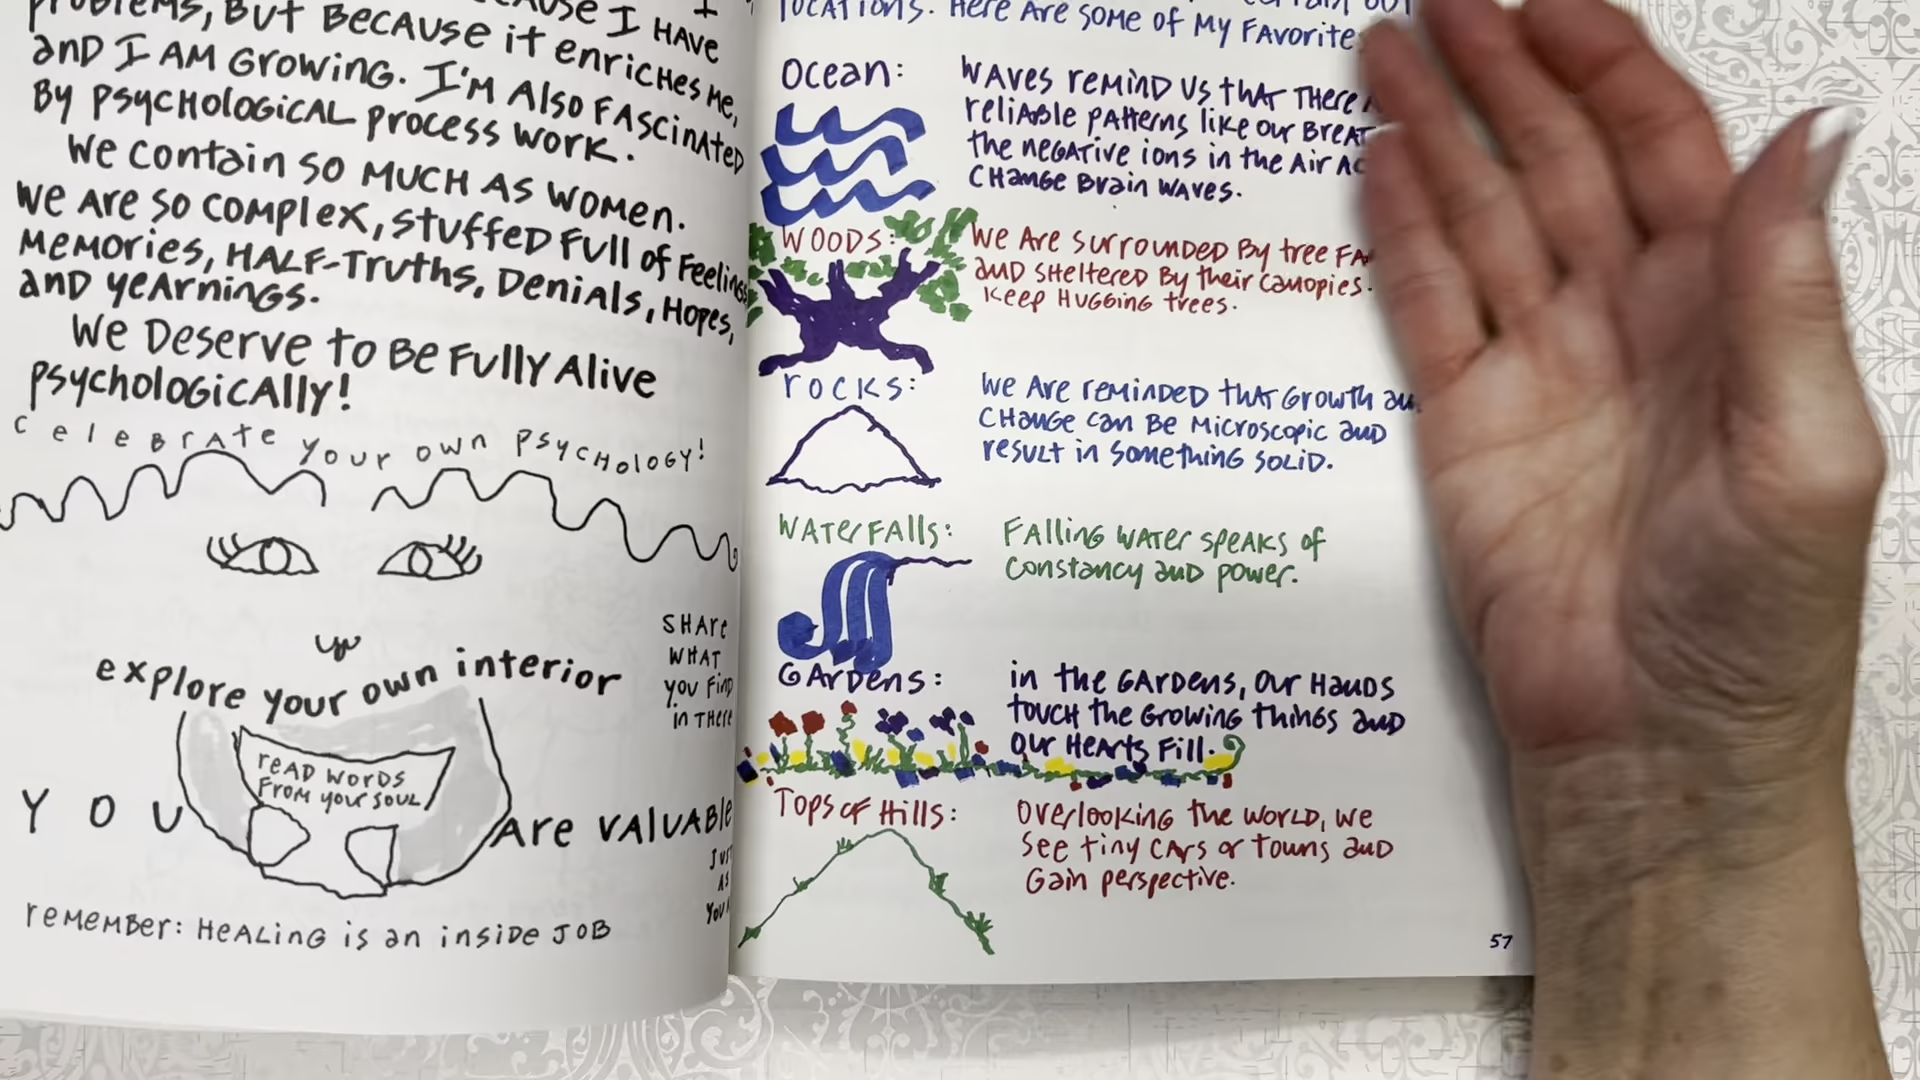 problems, BUT BECAUSE it enriches Me,
I HAVE
and I AM GrowinG. I'M Also FAScinAteD
By PSYCHOlogicAL process work.
We contain so MUCH AS WOMEN.
We Are so complex, stuffed full of Feelings
MeMories, HALF-Truths, Denials, Hopes,
and yeArninGs.
We Deserve to Be Fully Alive
psychologicAlly!
celeBrAte your own psycHology!
explore your own interior
SHAre
WHAT
you Find
in THere
reAD worDs
From your soul
YOU Are VAluABle
JUST
AS
remeMBer: HeALinG is an insiDe JOB
locATions. Here Are some of My FAvorite
Ocean: WAVes remind us tHAT THere
reliABle pAtterns like our
the neGAtive ions in the Air
CHanGe BrAin WAVes.
WOODS: We Are surrounDeD By tree
anD sHeltereD By their canopies.
Keep HuGGinG trees.
rocks: We Are reminDeD tHAT Growth
CHanGe can Be Microscopic anD
result in sometHinG soliD.
WATerFAlls: FAllinG WATer speaks of
constancy anD power.
GArDens: in the GArDens, our HanDs
toucH the GrowinG tHinGs anD
our HeArts Fill.
Tops of Hills: Overlooking the WorlD, we
see tiny cArs or towns anD
Gain perspective.
57